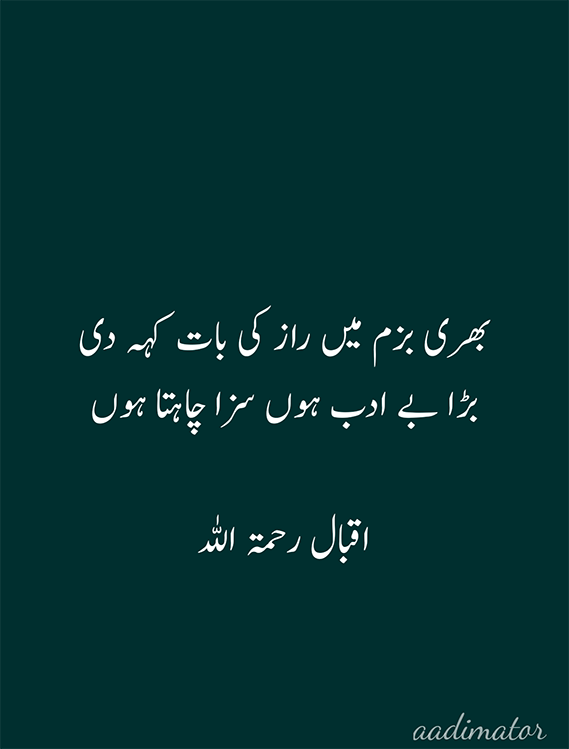 بھری بزم میں راز کی بات کہہ دی
بڑا بے ادب ہوں سزا چاہتا ہوں
اقبال رحمۃ اللہ
aadimator